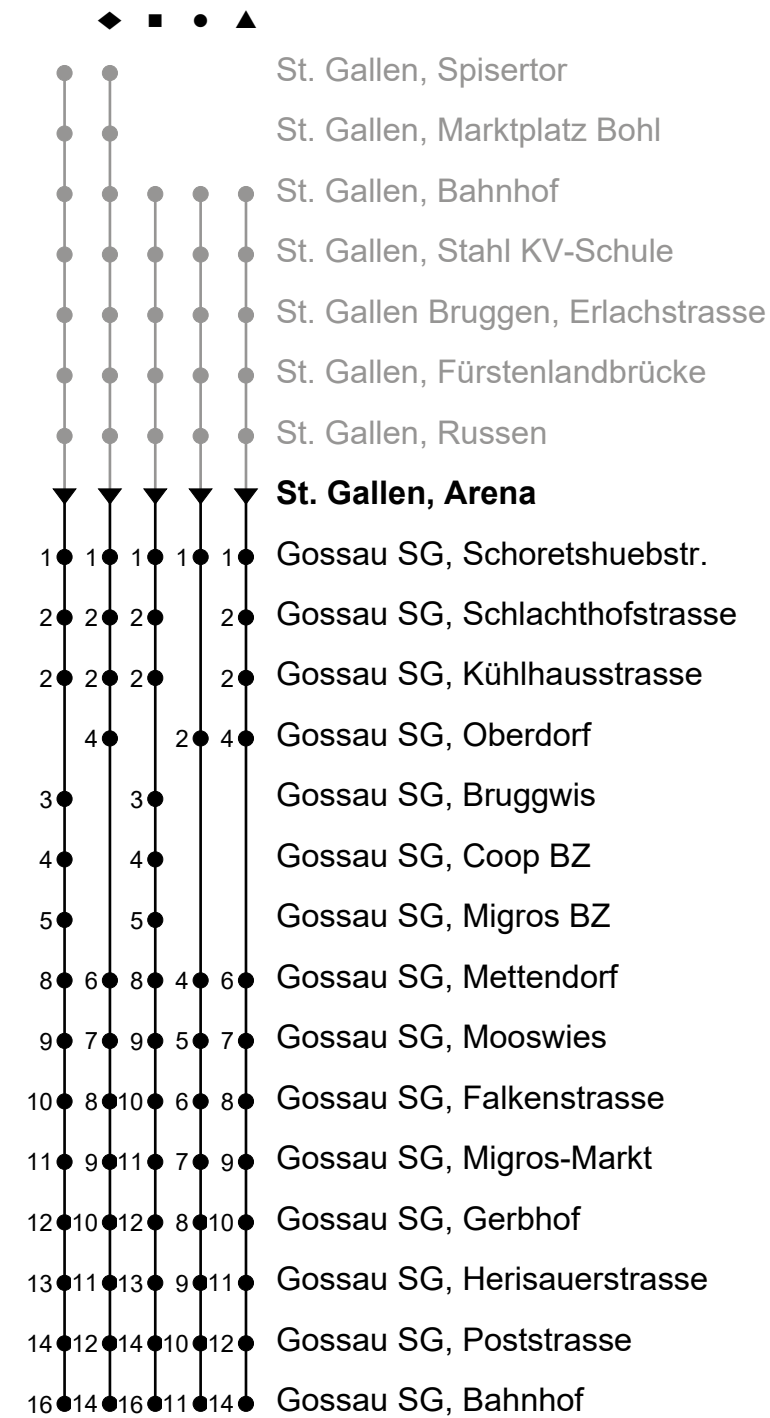 ◆ ■ ● ▲
St. Gallen, Spisertor
St. Gallen, Marktplatz Bohl
St. Gallen, Bahnhof
St. Gallen, Stahl KV-Schule
St. Gallen Bruggen, Erlachstrasse
St. Gallen, Fürstenlandbrücke
St. Gallen, Russen
St. Gallen, Arena
1 1 1 1 1 Gossau SG, Schoretshuebstr.
2 2 2 2 Gossau SG, Schlachthofstrasse
2 2 2 2 Gossau SG, Kühlhausstrasse
4 2 4 Gossau SG, Oberdorf
3 3 Gossau SG, Bruggwis
4 4 Gossau SG, Coop BZ
5 5 Gossau SG, Migros BZ
8 6 8 4 6 Gossau SG, Mettendorf
9 7 9 5 7 Gossau SG, Mooswies
10 8 10 6 8 Gossau SG, Falkenstrasse
11 9 11 7 9 Gossau SG, Migros-Markt
12 10 12 8 10 Gossau SG, Gerbhof
13 11 13 9 11 Gossau SG, Herisauerstrasse
14 12 14 10 12 Gossau SG, Poststrasse
16 14 16 11 14 Gossau SG, Bahnhof